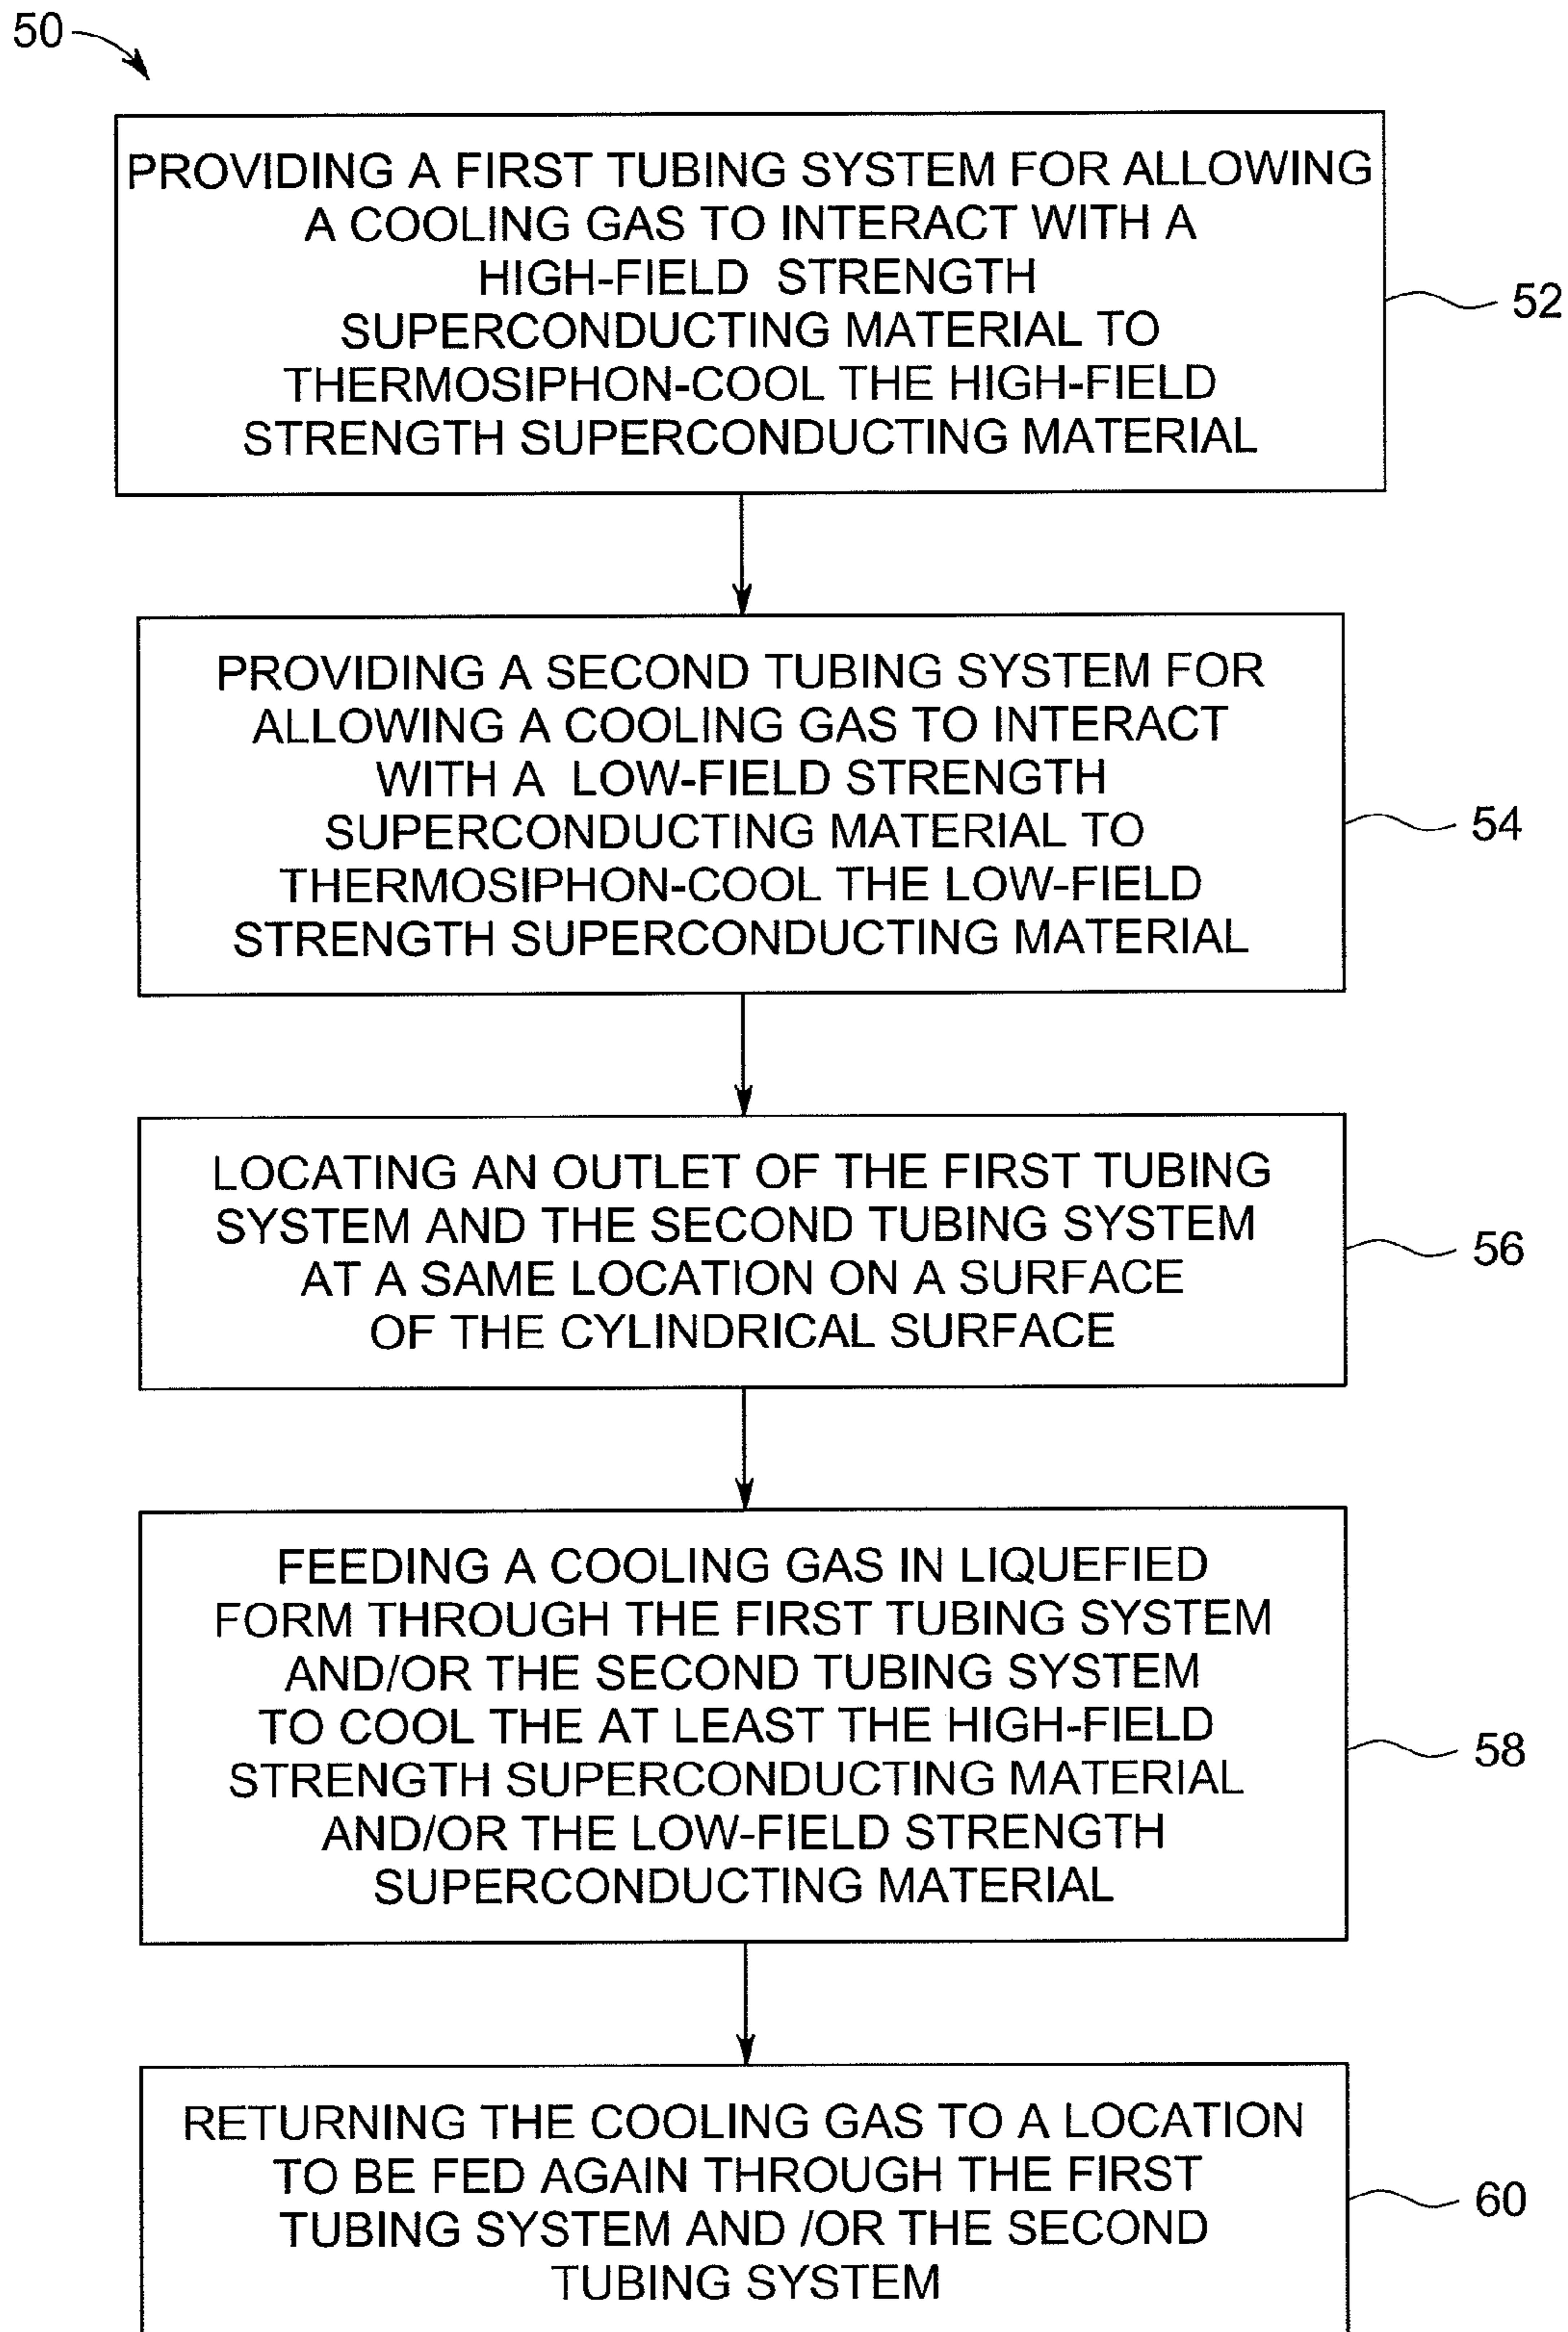 50
PROVIDING A FIRST TUBING SYSTEM FOR ALLOWING
A COOLING GAS TO INTERACT WITH A
HIGH-FIELD STRENGTH
SUPERCONDUCTING MATERIAL TO
THERMOSIPHON-COOL THE HIGH-FIELD
STRENGTH SUPERCONDUCTING MATERIAL
52
PROVIDING A SECOND TUBING SYSTEM FOR
ALLOWING A COOLING GAS TO INTERACT
WITH A LOW-FIELD STRENGTH
SUPERCONDUCTING MATERIAL TO
THERMOSIPHON-COOL THE LOW-FIELD
STRENGTH SUPERCONDUCTING MATERIAL
54
LOCATING AN OUTLET OF THE FIRST TUBING
SYSTEM AND THE SECOND TUBING SYSTEM
AT A SAME LOCATION ON A SURFACE
OF THE CYLINDRICAL SURFACE
56
FEEDING A COOLING GAS IN LIQUEFIED
FORM THROUGH THE FIRST TUBING SYSTEM
AND/OR THE SECOND TUBING SYSTEM
TO COOL THE AT LEAST THE HIGH-FIELD
STRENGTH SUPERCONDUCTING MATERIAL
AND/OR THE LOW-FIELD STRENGTH
SUPERCONDUCTING MATERIAL
58
RETURNING THE COOLING GAS TO A LOCATION
TO BE FED AGAIN THROUGH THE FIRST
TUBING SYSTEM AND /OR THE SECOND
TUBING SYSTEM
60